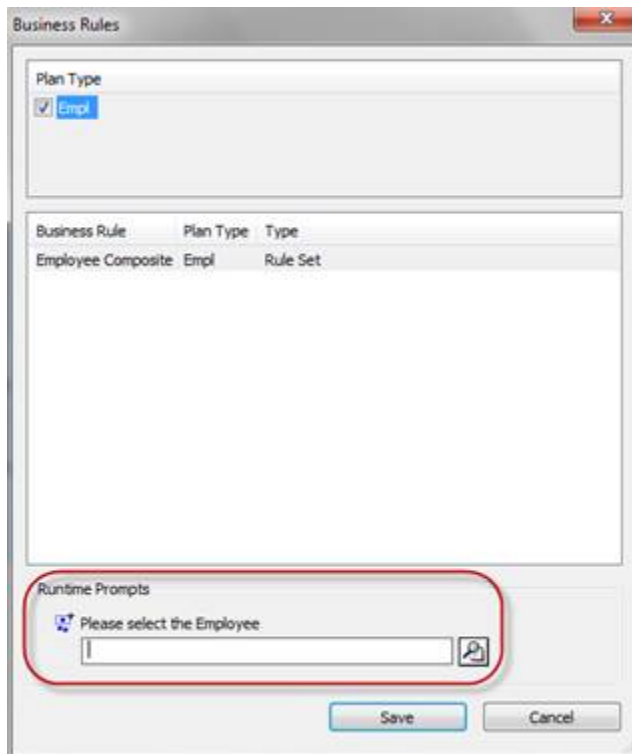 Business Rules
Plan Type
Empl
Business Rule Plan Type Type
Employee Composite Empl Rule Set
Runtime Prompts
Please select the Employee
Save Cancel